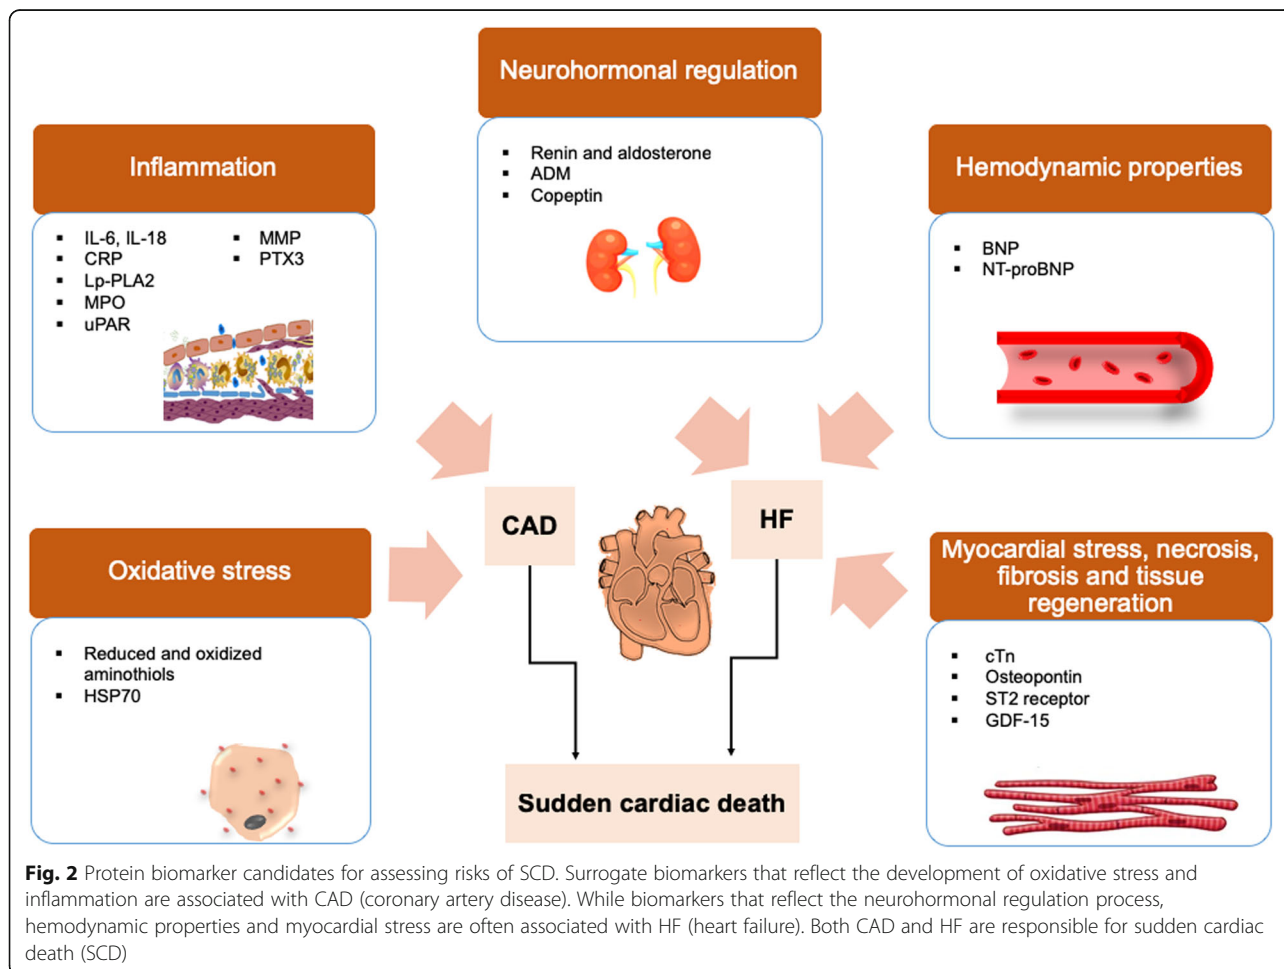 Neurohormonal regulation
Renin and aldosterone
ADM
Copeptin
Inflammation
IL-6, IL-18
CRP
Lp-PLA2
MPO
uPAR
MMP
PTX3
Hemodynamic properties
BNP
NT-proBNP
CAD
HF
Oxidative stress
Reduced and oxidized
aminothiols
HSP70
Myocardial stress, necrosis,
fibrosis and tissue
regeneration
cTn
Osteopontin
ST2 receptor
GDF-15
Sudden cardiac death
Fig. 2 Protein biomarker candidates for assessing risks of SCD. Surrogate biomarkers that reflect the development of oxidative stress and
inflammation are associated with CAD (coronary artery disease). While biomarkers that reflect the neurohormonal regulation process,
hemodynamic properties and myocardial stress are often associated with HF (heart failure). Both CAD and HF are responsible for sudden cardiac
death (SCD)